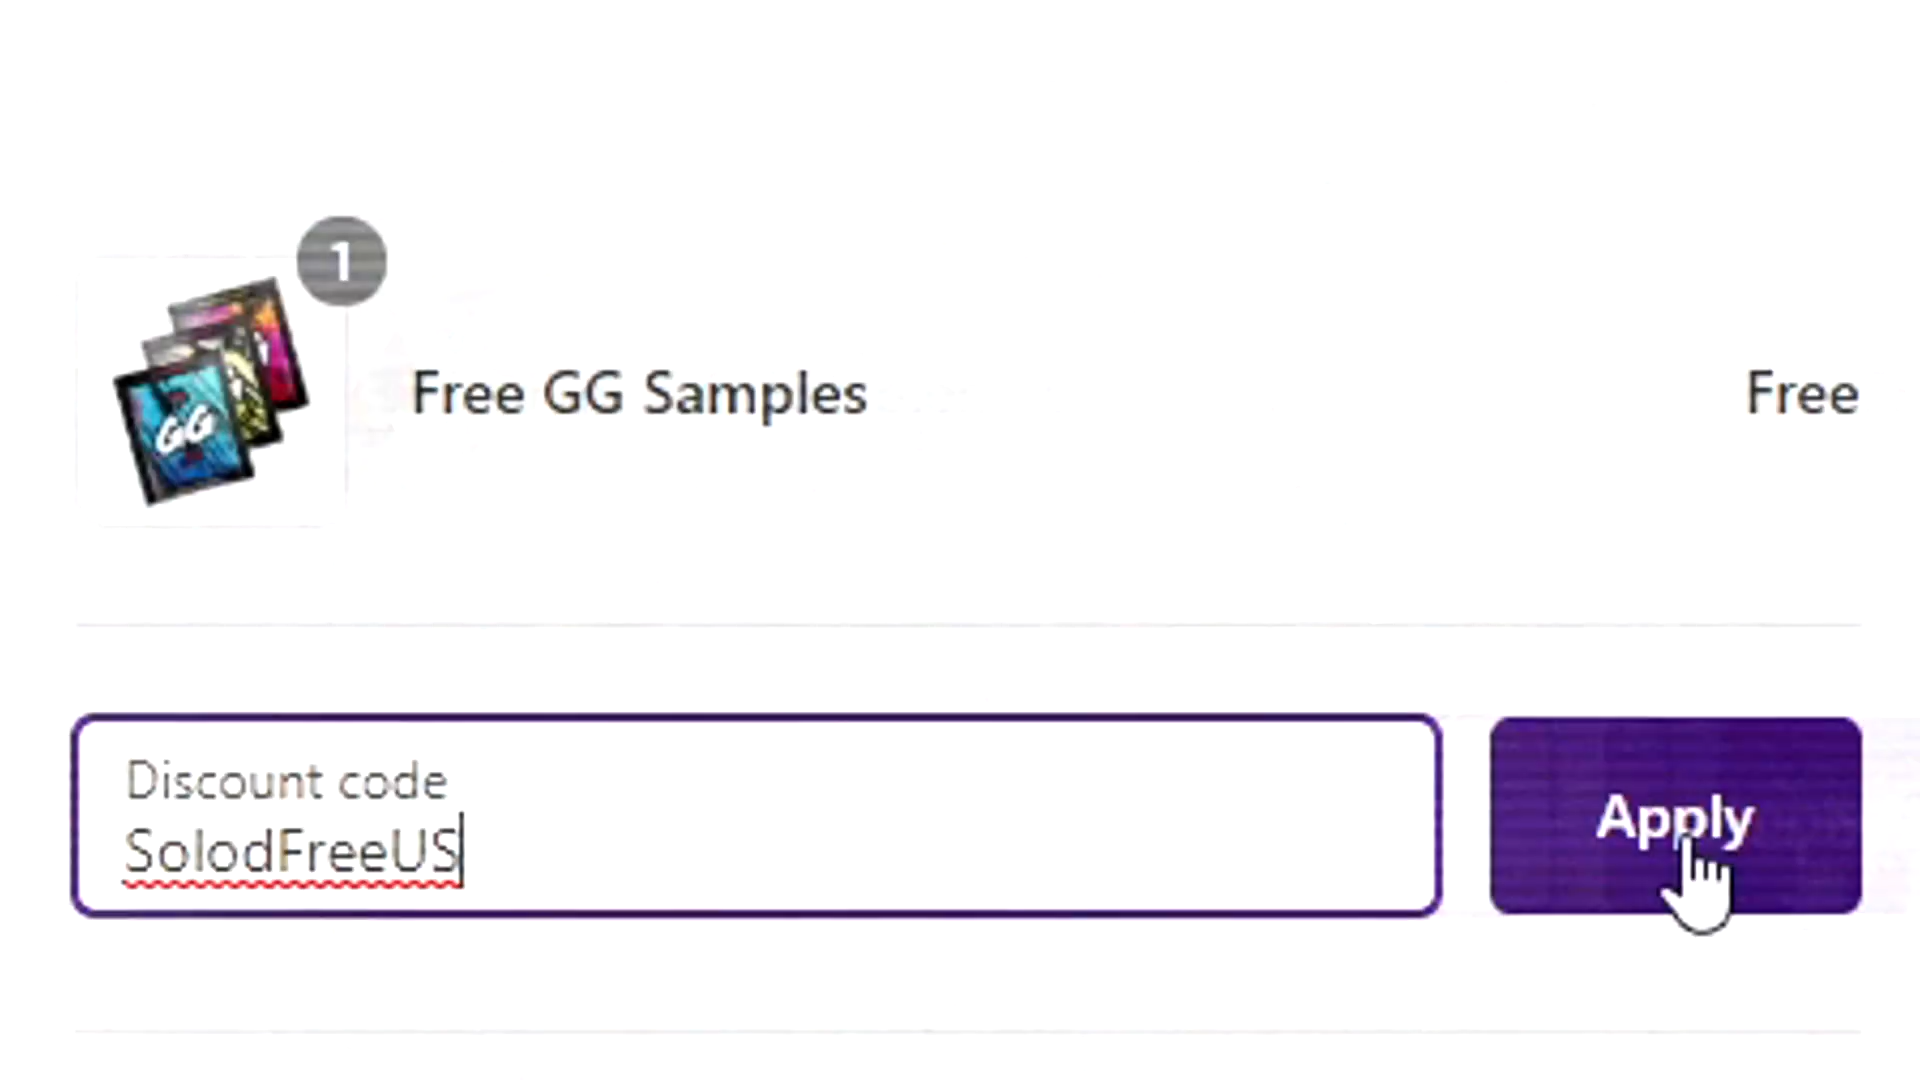 1
Free GG Samples
Free
GG
Discount code
SolodFreeUS
Apply